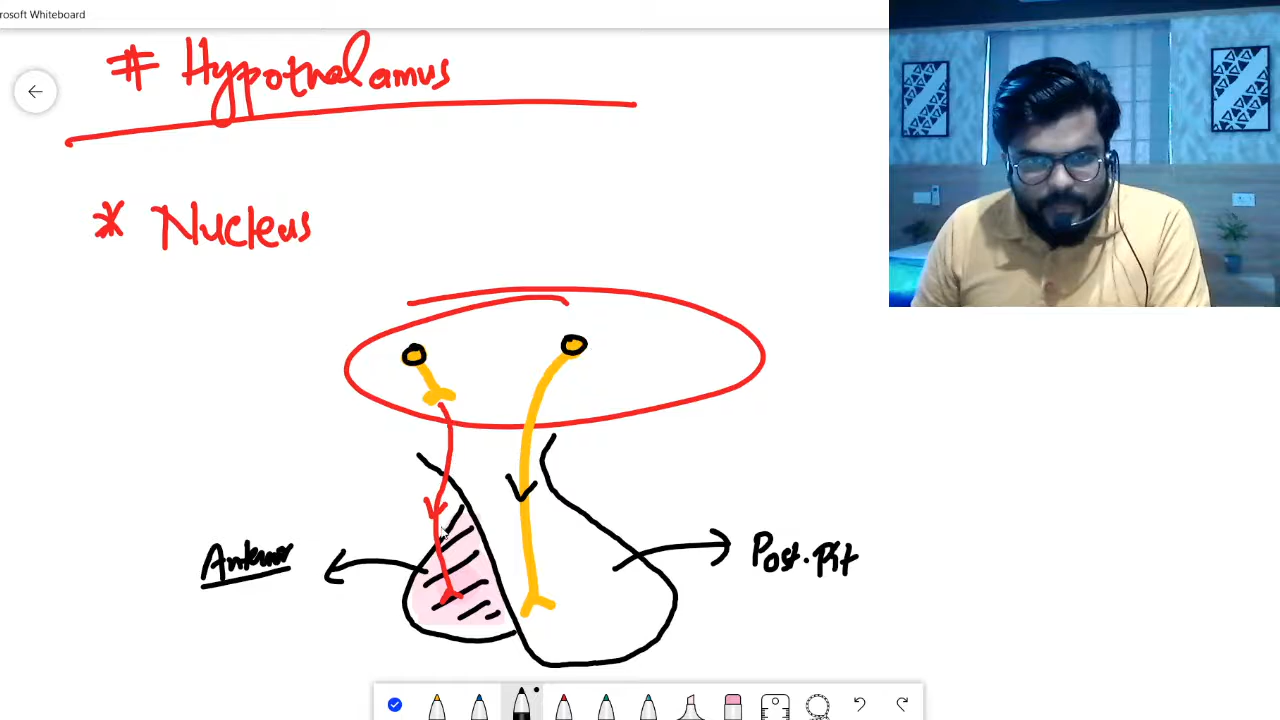 rosoft Whiteboard
# Hypothalamus
* Nucleus
Anterior
Post. Pit